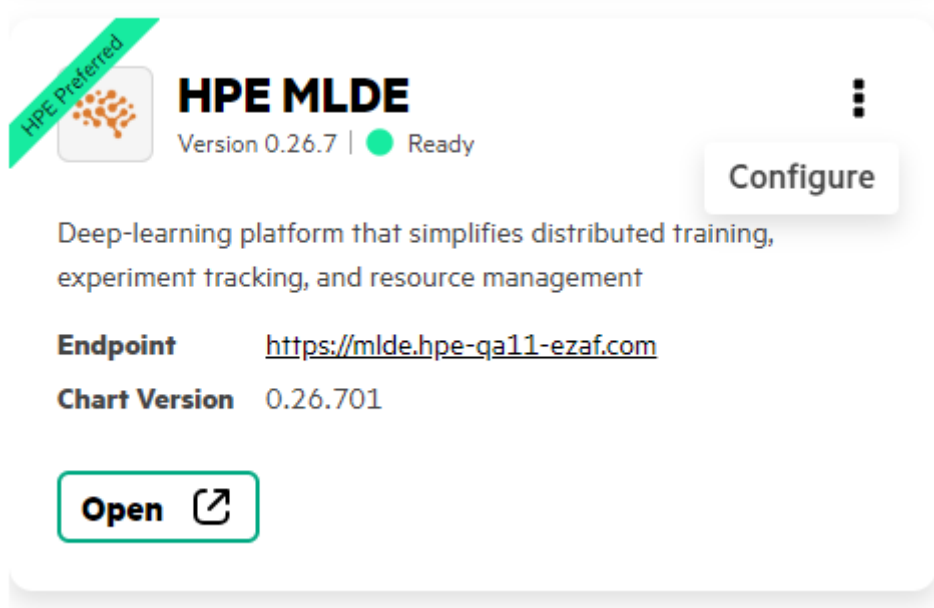 HPE Preferred
HPE MLDE
Version 0.26.7 | Ready
Configure
Deep-learning platform that simplifies distributed training,
experiment tracking, and resource management
Endpoint https://mlde.hpe-qa11-ezaf.com
Chart Version 0.26.701
Open